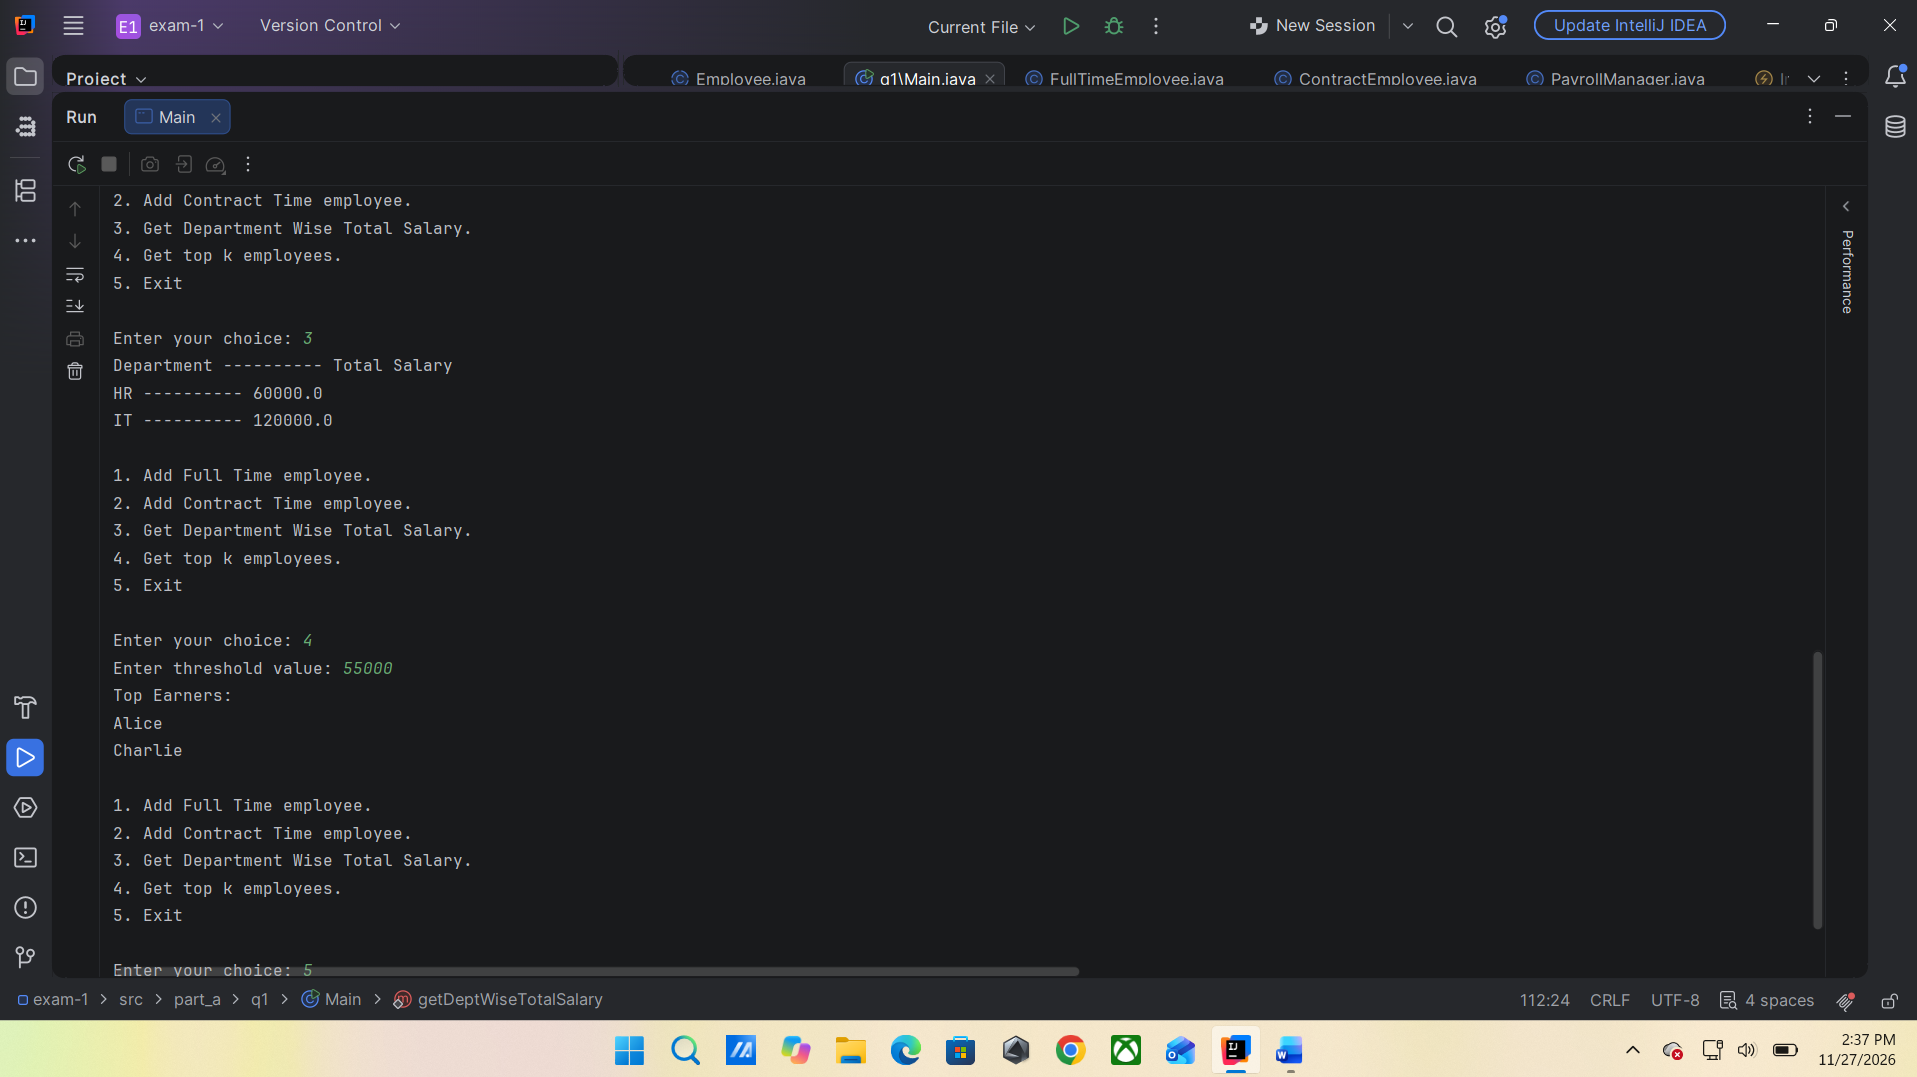 E1 exam-1 Version Control Current File New Session Update IntelliJ IDEA
Project Employee.java q1\Main.java FullTimeEmployee.java ContractEmployee.java PayrollManager.java
Run Main
2. Add Contract Time employee.
3. Get Department Wise Total Salary.
4. Get top k employees.
5. Exit
Enter your choice: 3
Department ---------- Total Salary
HR ---------- 60000.0
IT ---------- 120000.0
1. Add Full Time employee.
2. Add Contract Time employee.
3. Get Department Wise Total Salary.
4. Get top k employees.
5. Exit
Enter your choice: 4
Enter threshold value: 55000
Top Earners:
Alice
Charlie
1. Add Full Time employee.
2. Add Contract Time employee.
3. Get Department Wise Total Salary.
4. Get top k employees.
5. Exit
Enter your choice: 5
Performance
exam-1 > src > part_a > q1 > Main > getDeptWiseTotalSalary 112:24 CRLF UTF-8 4 spaces
2:37 PM
11/27/2026